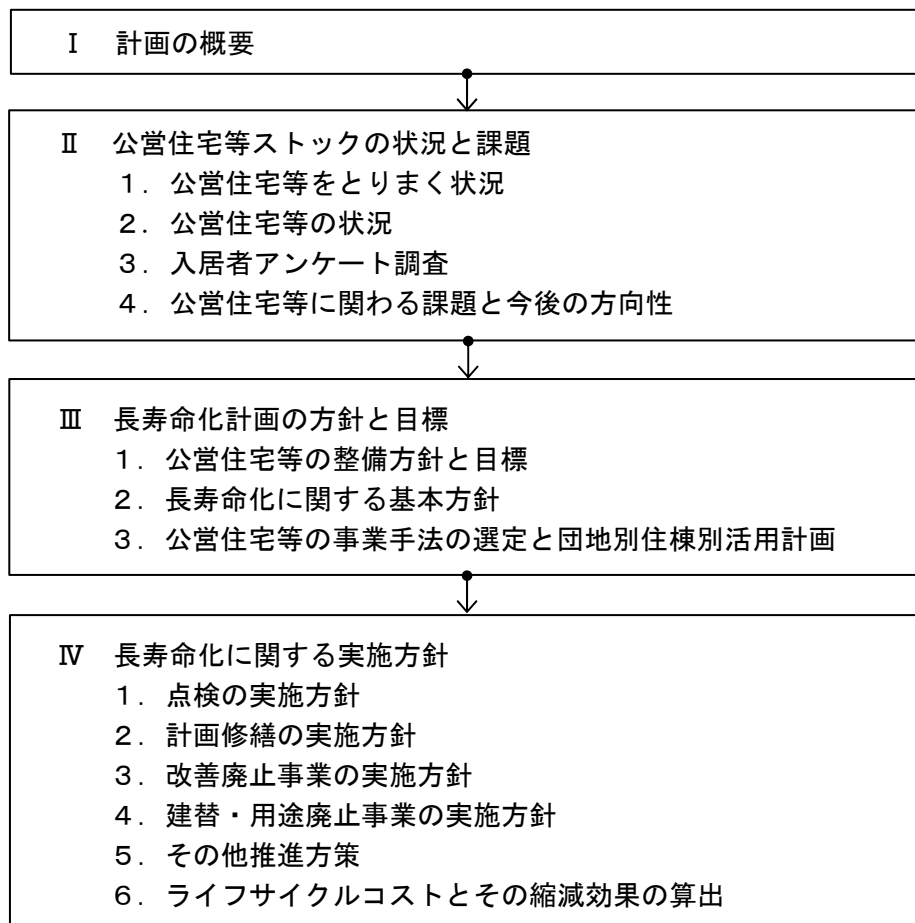 Ⅰ 計画の概要
Ⅱ 公営住宅等ストックの状況と課題
１．公営住宅等をとりまく状況
２．公営住宅等の状況
３．入居者アンケート調査
４．公営住宅等に関わる課題と今後の方向性
Ⅲ 長寿命化計画の方針と目標
１．公営住宅等の整備方針と目標
２．長寿命化に関する基本方針
３．公営住宅等の事業手法の選定と団地別住棟別活用計画
Ⅳ 長寿命化に関する実施方針
１．点検の実施方針
２．計画修繕の実施方針
３．改善廃止事業の実施方針
４．建替・用途廃止事業の実施方針
５．その他推進方策
６．ライフサイクルコストとその縮減効果の算出